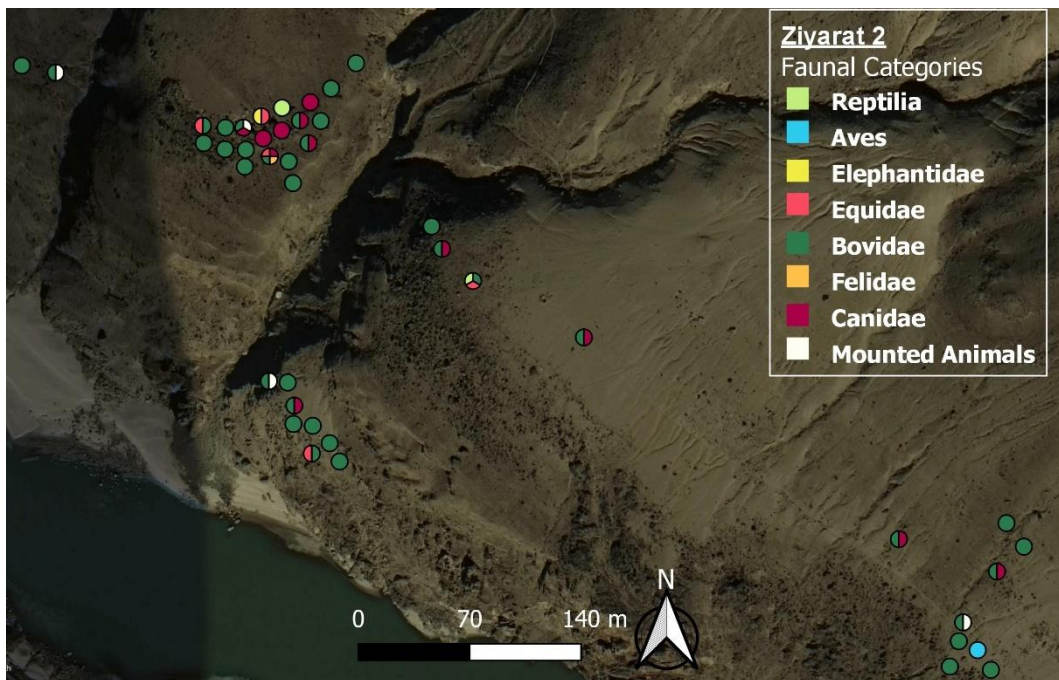 Ziyarat 2
Faunal Categories
Reptilia
Aves
Elephantidae
Equidae
Bovidae
Felidae
Canidae
Mounted Animals
N
0 70 140 m